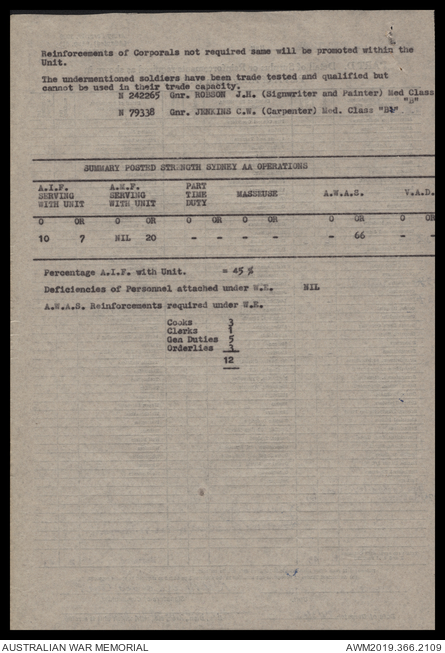 Reinforcements of Corporals not required same will be promoted within the
Unit.
The undermentioned soldiers have been trade tested and qualified but
cannot be used in their trade capacity.
N 242265 Gnr. ROBSON J.H. (Signwriter and Painter) Med Class
"B"
N 79338 Gnr. JENKINS C.W. (Carpenter) Med. Class "B1"
SUMMARY POSTED STRENGTH SYDNEY AA OPERATIONS
A.I.F. SERVING WITH UNIT A.M.F. SERVING WITH UNIT PART TIME DUTY MASSEUSE A.W.A.S. V.A.D.
O OR O OR O OR O OR O OR O
10 7 NIL 20 - - - - - 66 - -
Percentage A.I.F. with Unit. = 45 %
Deficiencies of Personnel attached under W.E. NIL
A.W.A.S. Reinforcements required under W.E.
Cooks 3
Clerks 1
Gen Duties 5
Orderlies 3
12
AUSTRALIAN WAR MEMORIAL AWM2019.366.2109